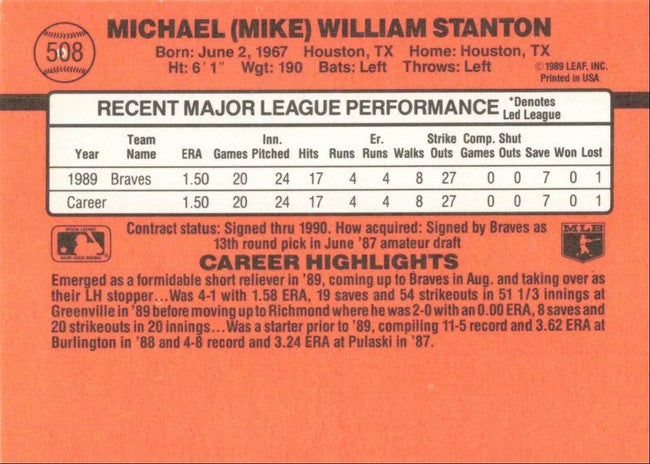 508
MICHAEL (MIKE) WILLIAM STANTON
Born: June 2, 1967 Houston, TX Home: Houston, TX
Ht: 6' 1" Wgt: 190 Bats: Left Throws: Left
© 1989 LEAF, INC.
Printed in USA
RECENT MAJOR LEAGUE PERFORMANCE *Denotes
Led League
Year Team Name ERA Games Inn. Pitched Hits Runs Er. Runs Walks Strike Outs Comp. Games Shut Outs Save Won Lost
1989 Braves 1.50 20 24 17 4 4 8 27 0 0 7 0 1
Career 1.50 20 24 17 4 4 8 27 0 0 7 0 1
Contract status: Signed thru 1990. How acquired: Signed by Braves as
13th round pick in June '87 amateur draft
MLB
CAREER HIGHLIGHTS
Emerged as a formidable short reliever in '89, coming up to Braves in Aug. and taking over as
their LH stopper...Was 4-1 with 1.58 ERA, 19 saves and 54 strikeouts in 51 1/3 innings at
Greenville in '89 before moving up to Richmond where he was 2-0 with an 0.00 ERA, 8 saves and
20 strikeouts in 20 innings...Was a starter prior to '89, compiling 11-5 record and 3.62 ERA at
Burlington in '88 and 4-8 record and 3.24 ERA at Pulaski in '87.